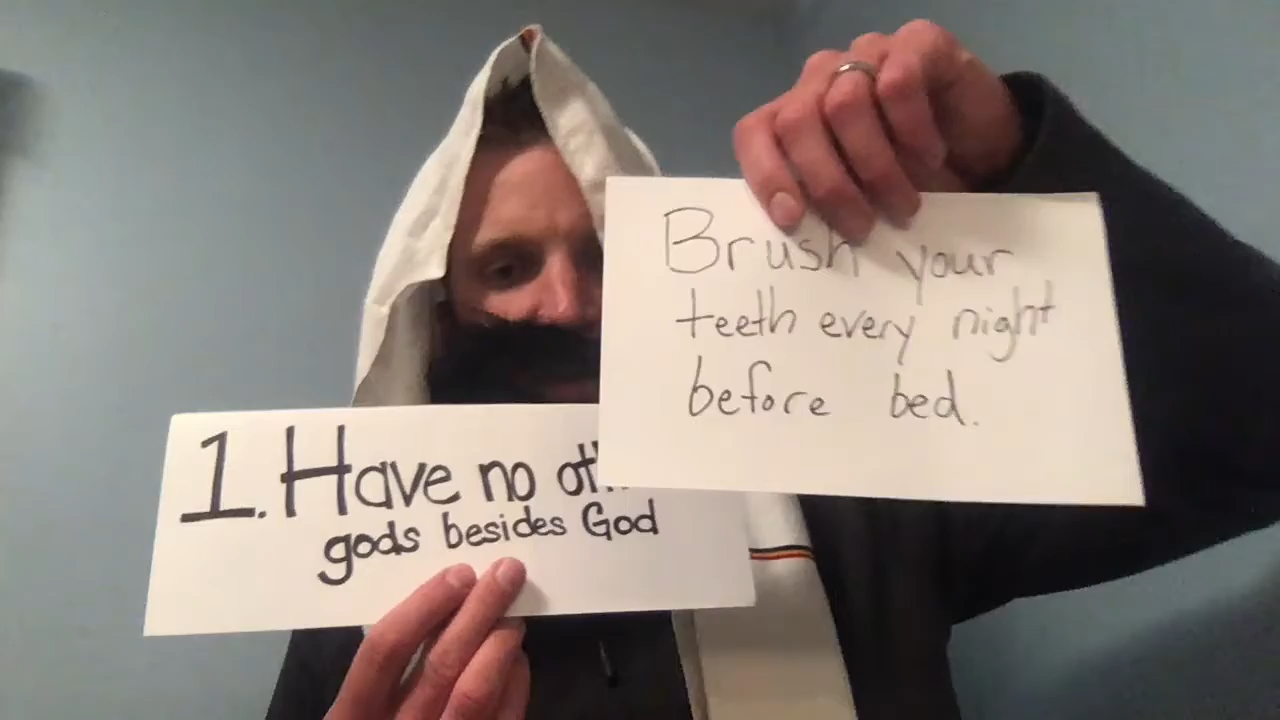 Brush your
teeth every night
before bed.
1. Have no
gods besides God